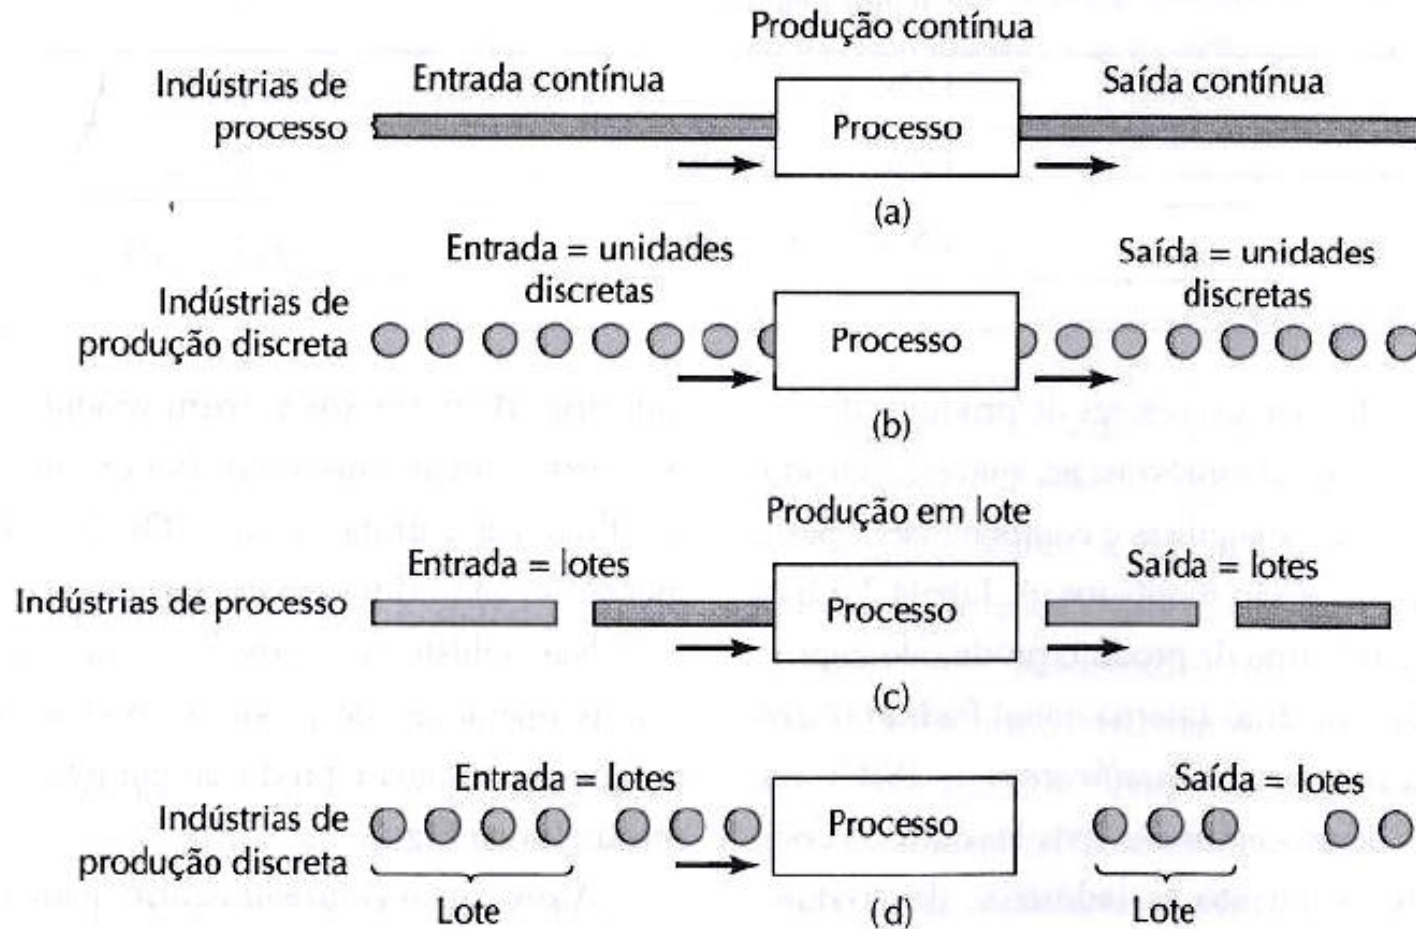 Produção contínua
Indústrias de
processo
Entrada contínua
Processo
Saída contínua
(a)
Indústrias de
produção discreta
Entrada = unidades
discretas
Processo
Saída = unidades
discretas
(b)
Produção em lote
Indústrias de processo
Entrada = lotes
Processo
Saída = lotes
(c)
Indústrias de
produção discreta
Entrada = lotes
Lote
Processo
Saída = lotes
Lote
(d)